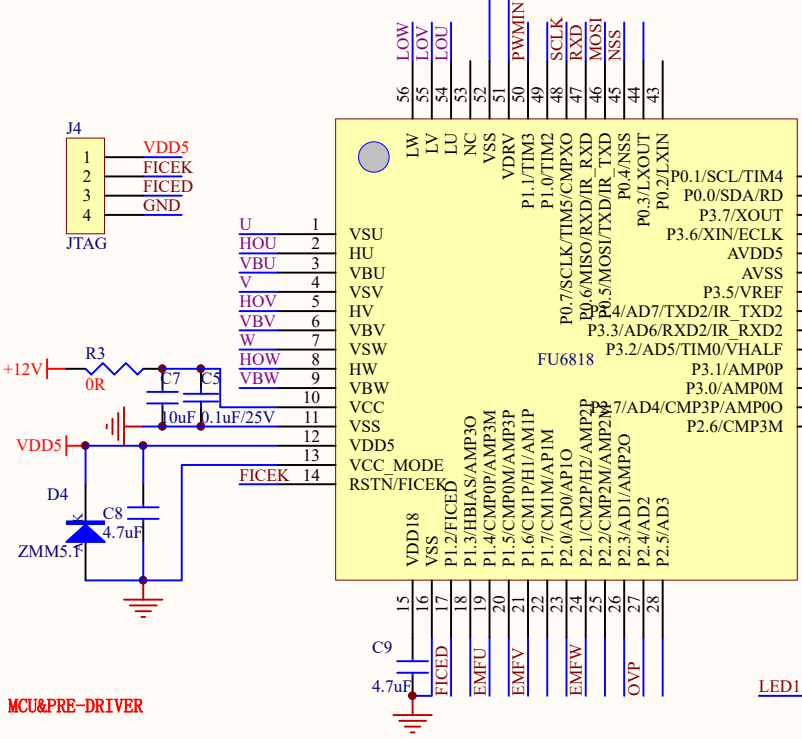 LOW
LOV
LOU
PWMIN
SCLK
RXD
MOSI
NSS
56
55
54
53
52
51
50
49
48
47
46
45
44
43
LW
LV
LU
NC
VSS
VDRV
P1.1/TIM3
P1.0/TIM2
P0.7/SCLK/TIM5/CMPXO
P0.6/MISO/RXD/IR_RXD
P0.5/MOSI/TXD/IR_TXD
P0.4/NSS
P0.3/LXOUT
P0.2/LXIN
J4
1
2
3
4
VDD5
FICEK
FICED
GND
JTAG
U
HOU
VBU
V
HOV
VBV
W
HOW
VBW
FICEK
1
2
3
4
5
6
7
8
9
10
11
12
13
14
VSU
HU
VBU
VSV
HV
VBV
VSW
HW
VBW
VCC
VSS
VDD5
VCC_MODE
RSTN/FICEK
P0.1/SCL/TIM4
P0.0/SDA/RD
P3.7/XOUT
P3.6/XIN/ECLK
AVDD5
AVSS
P3.5/VREF
P3.4/AD7/TXD2/IR_TXD2
P3.3/AD6/RXD2/IR_RXD2
P3.2/AD5/TIM0/VHALF
P3.1/AMP0P
P3.0/AMP0M
P2.7/AD4/CMP3P/AMP0O
P2.6/CMP3M
FU6818
+12V
R3
0R
C7
10uF
C5
0.1uF/25V
VDD5
D4
ZMM5.1
A
K
C8
4.7uF
VDD18
VSS
P1.2/FICED
P1.3/HBIAS/AMP3O
P1.4/CMP0P/AMP3M
P1.5/CMP0M/AMP3P
P1.6/CM1P/H1/AM1P
P1.7/CM1M/AP1M
P2.0/AD0/AP1O
P2.1/CM2P/H2/AMP2P
P2.2/CMP2M/AMP2M
P2.3/AD1/AMP2O
P2.4/AD2
P2.5/AD3
15
16
17
18
19
20
21
22
23
24
25
26
27
28
C9
4.7uF
FICED
EMFU
EMFV
EMFW
OVP
LED1
MCU&PRE-DRIVER